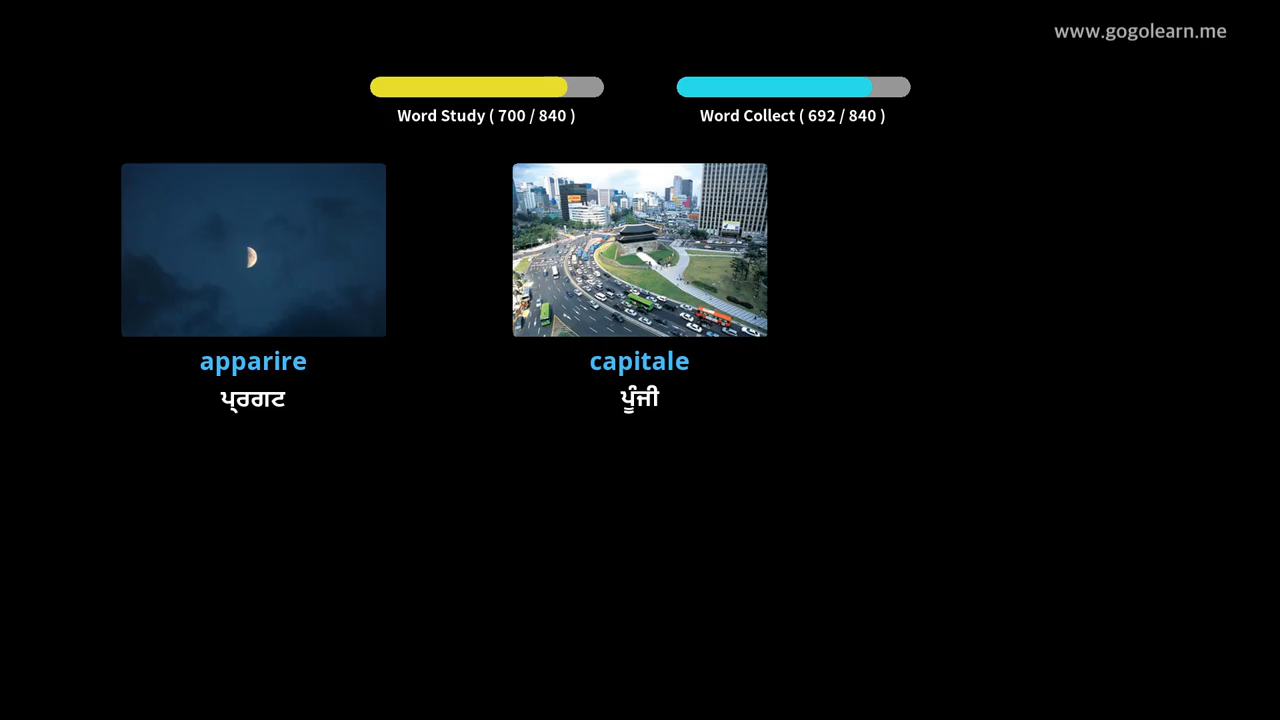 www.gogolearn.me
Word Study ( 700 / 840 )
Word Collect ( 692 / 840 )
apparire
ਪ੍ਰਗਟ
capitale
ਪੂੰਜੀ